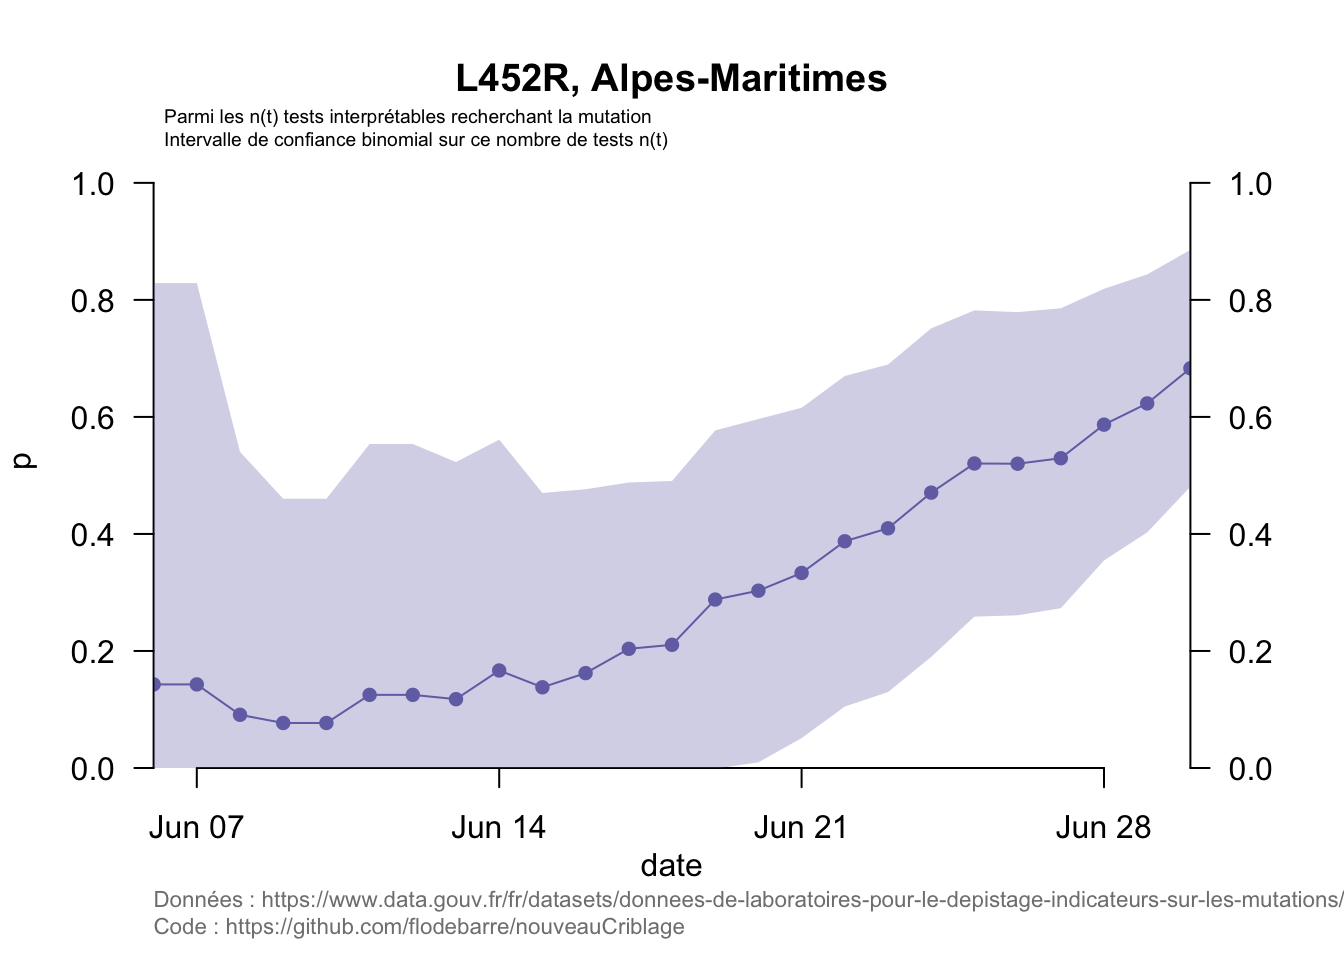 L452R, Alpes-Maritimes
Parmi les n(t) tests interprétables recherchant la mutation
Intervalle de confiance binomial sur ce nombre de tests n(t)
1.0 1.0
0.8 0.8
0.6 0.6
p
0.4 0.4
0.2 0.2
0.0 0.0
Jun 07 Jun 14 Jun 21 Jun 28
date
Données : https://www.data.gouv.fr/fr/datasets/donnees-de-laboratoires-pour-le-depistage-indicateurs-sur-les-mutations/
Code : https://github.com/flodebarre/nouveauCriblage